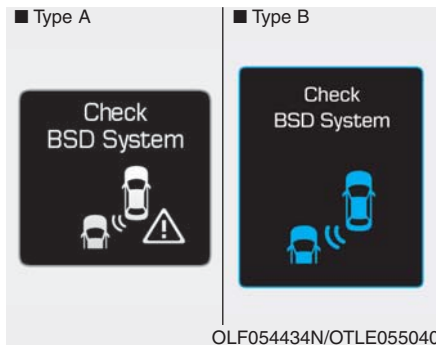 ■ Type A
■ Type B
Check
BSD System
Check
BSD System
OLF054434N/OTLE055040